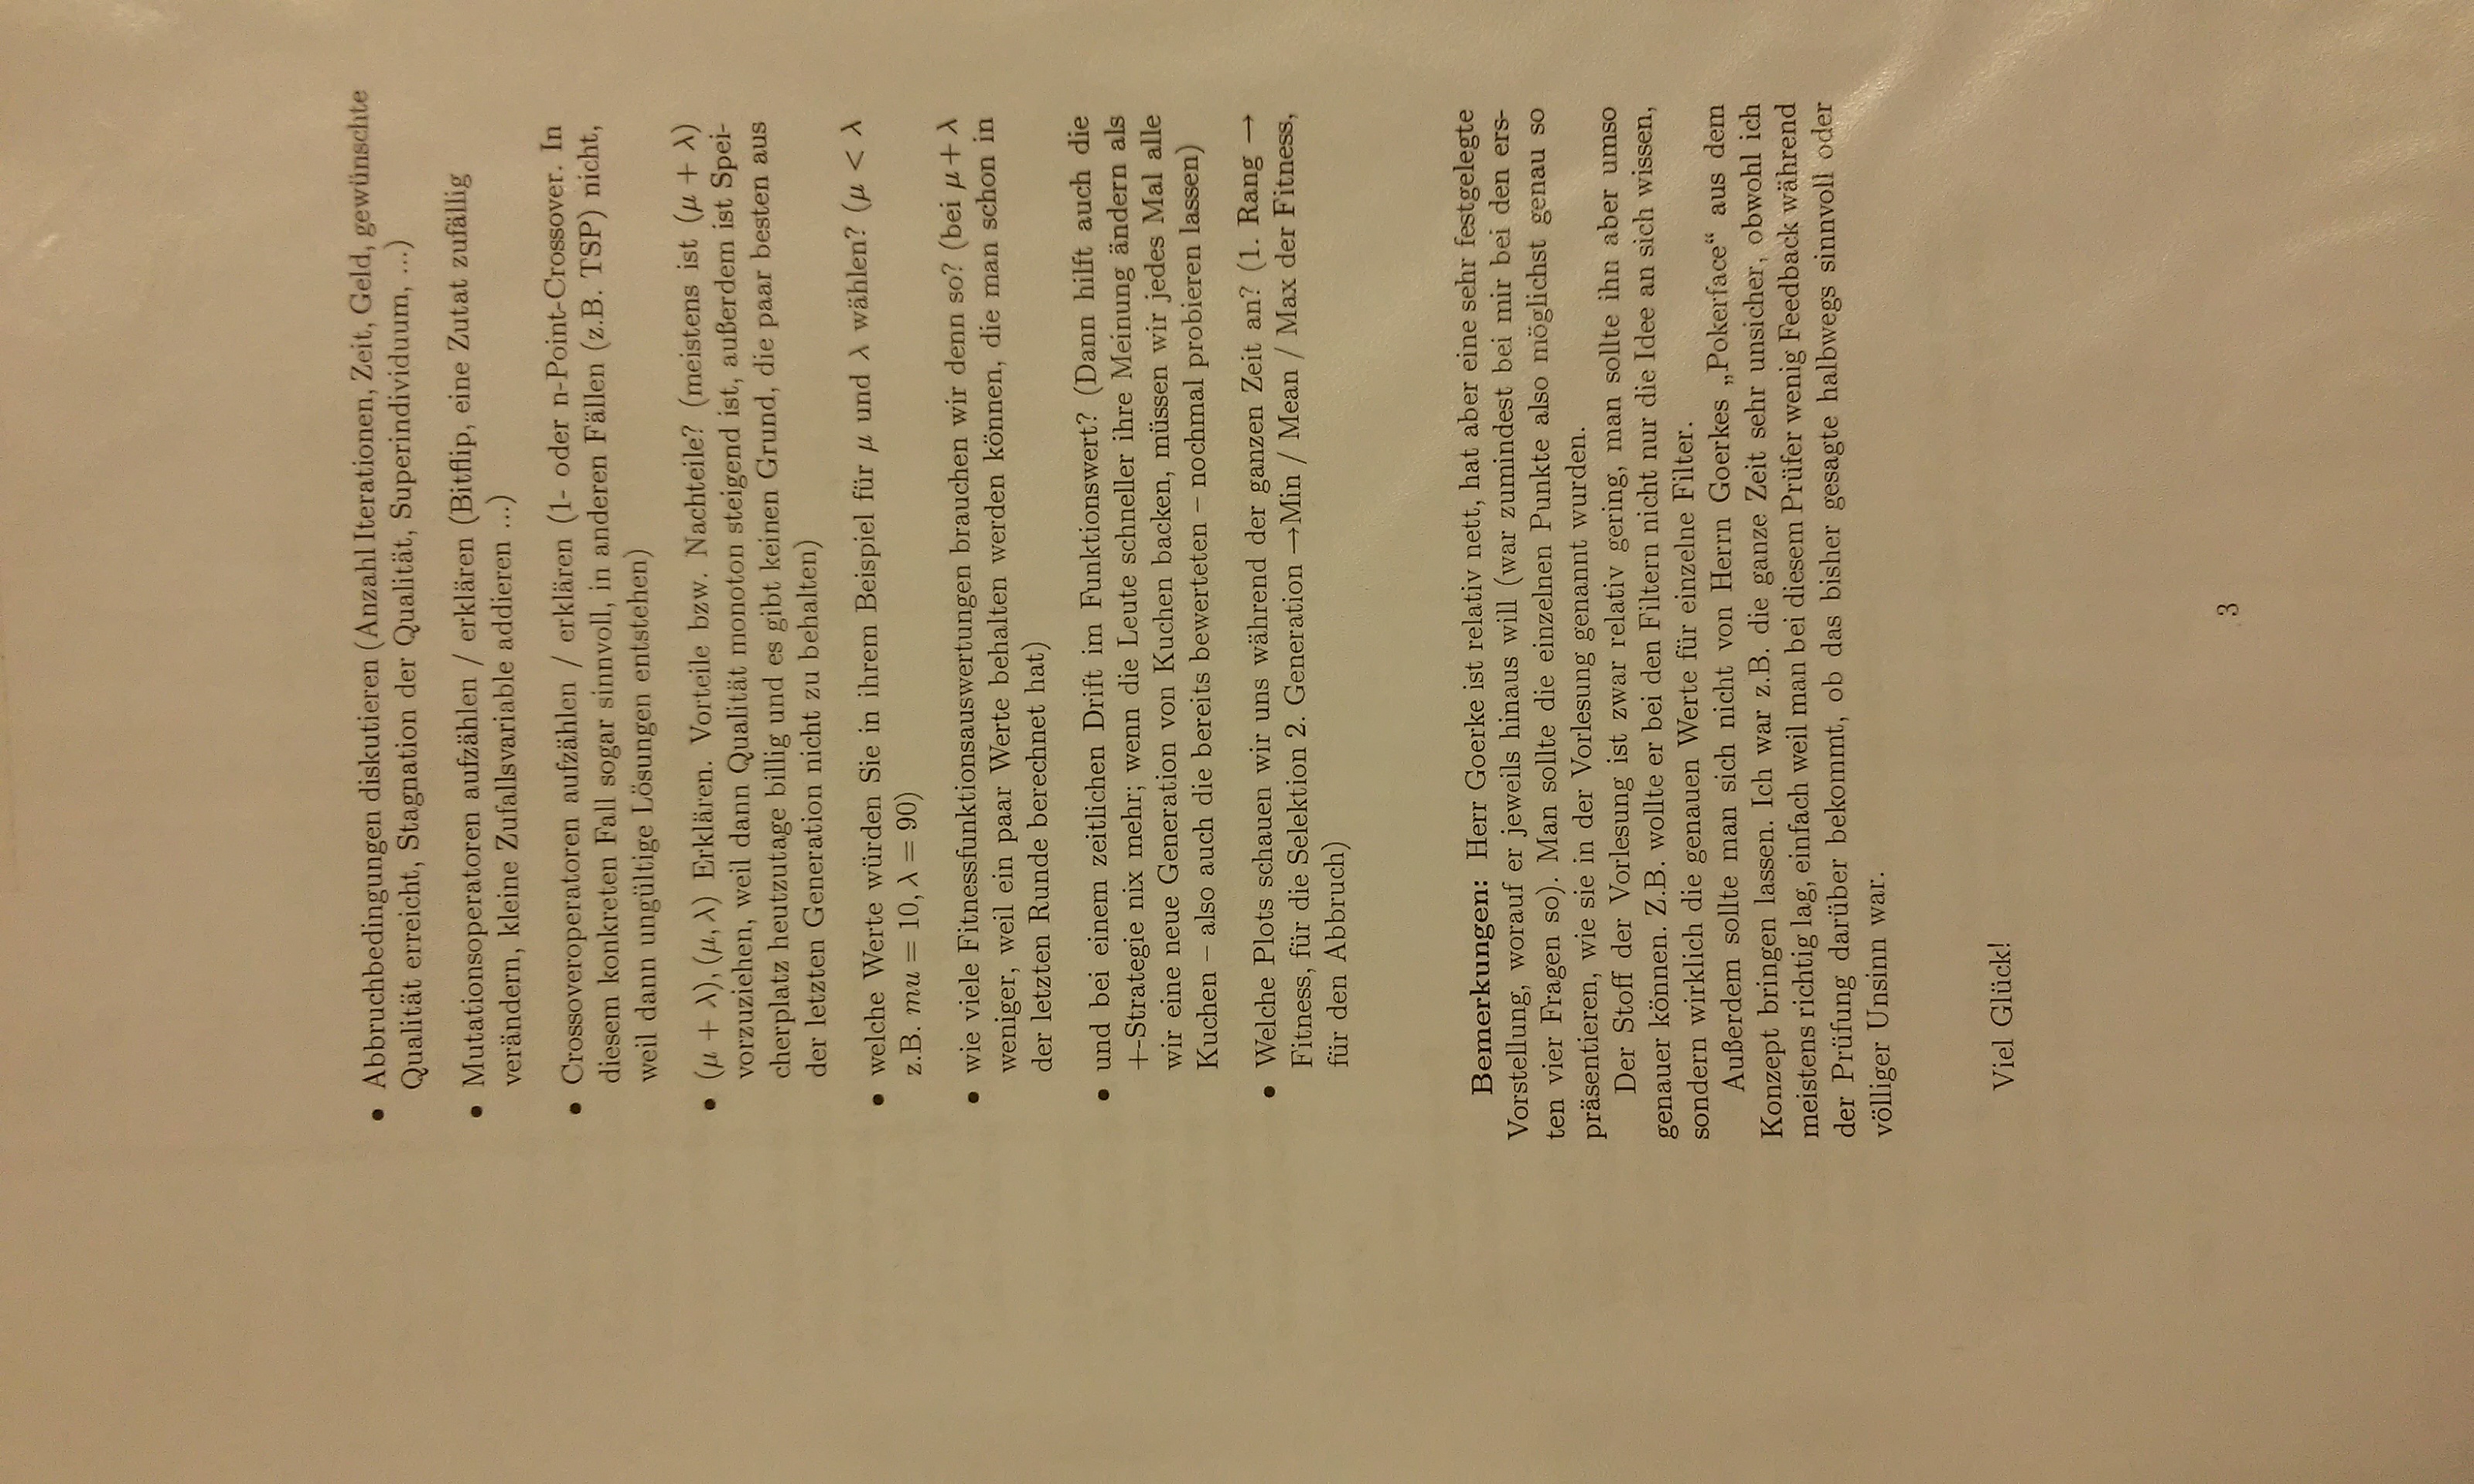 • Abbruchbedingungen diskutieren (Anzahl Iterationen, Zeit, Geld, gewünschte
Qualität erreicht, Stagnation der Qualität, Superindividuum, ...)
• Mutationsoperatoren aufzählen / erklären (Bitflip, eine Zutat zufällig
verändern, kleine Zufallsvariable addieren ...)
• Crossoveroperatoren aufzählen / erklären (1- oder n-Point-Crossover. In
diesem konkreten Fall sogar sinnvoll, in anderen Fällen (z.B. TSP) nicht,
weil dann ungültige Lösungen entstehen)
• (μ + λ), (μ, λ) Erklären. Vorteile bzw. Nachteile? (meistens ist (μ + λ)
vorzuziehen, weil dann Qualität monoton steigend ist, außerdem ist Spei-
cherplatz heutzutage billig und es gibt keinen Grund, die paar besten aus
der letzten Generation nicht zu behalten)
• welche Werte würden Sie in ihrem Beispiel für μ und λ wählen? (μ < λ
z.B. mu = 10, λ = 90)
• wie viele Fitnessfunktionsauswertungen brauchen wir denn so? (bei μ + λ
weniger, weil ein paar Werte behalten werden können, die man schon in
der letzten Runde berechnet hat)
• und bei einem zeitlichen Drift im Funktionswert? (Dann hilft auch die
+-Strategie nix mehr; wenn die Leute schneller ihre Meinung ändern als
wir eine neue Generation von Kuchen backen, müssen wir jedes Mal alle
Kuchen – also auch die bereits bewerteten – nochmal probieren lassen)
• Welche Plots schauen wir uns während der ganzen Zeit an? (1. Rang →
Fitness, für die Selektion 2. Generation →Min / Mean / Max der Fitness,
für den Abbruch)
Bemerkungen: Herr Goerke ist relativ nett, hat aber eine sehr festgelegte
Vorstellung, worauf er jeweils hinaus will (war zumindest bei mir bei den ers-
ten vier Fragen so). Man sollte die einzelnen Punkte also möglichst genau so
präsentieren, wie sie in der Vorlesung genannt wurden.
Der Stoff der Vorlesung ist zwar relativ gering, man sollte ihn aber umso
genauer können. Z.B. wollte er bei den Filtern nicht nur die Idee an sich wissen,
sondern wirklich die genauen Werte für einzelne Filter.
Außerdem sollte man sich nicht von Herrn Goerkes „Pokerface“ aus dem
Konzept bringen lassen. Ich war z.B. die ganze Zeit sehr unsicher, obwohl ich
meistens richtig lag, einfach weil man bei diesem Prüfer wenig Feedback während
der Prüfung darüber bekommt, ob das bisher gesagte halbwegs sinnvoll oder
völliger Unsinn war.
Viel Glück!
3